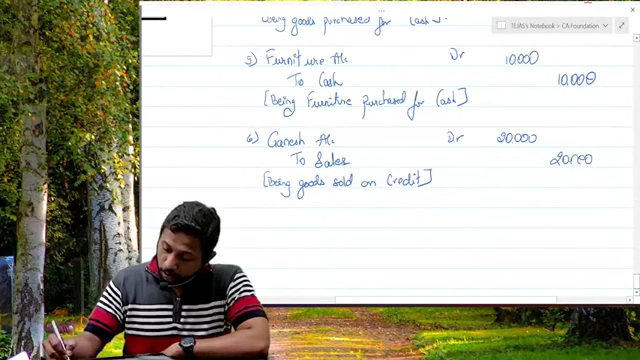 TEJAS's Notebook » CA Foundation
being goods purchased for Cash
5) Furniture A/c Dr 10,000
To Cash 10,000
[Being Furniture purchased for Cash]
6) Ganesh A/c Dr 20,000
To Sales 20,000
[Being goods sold on Credit]